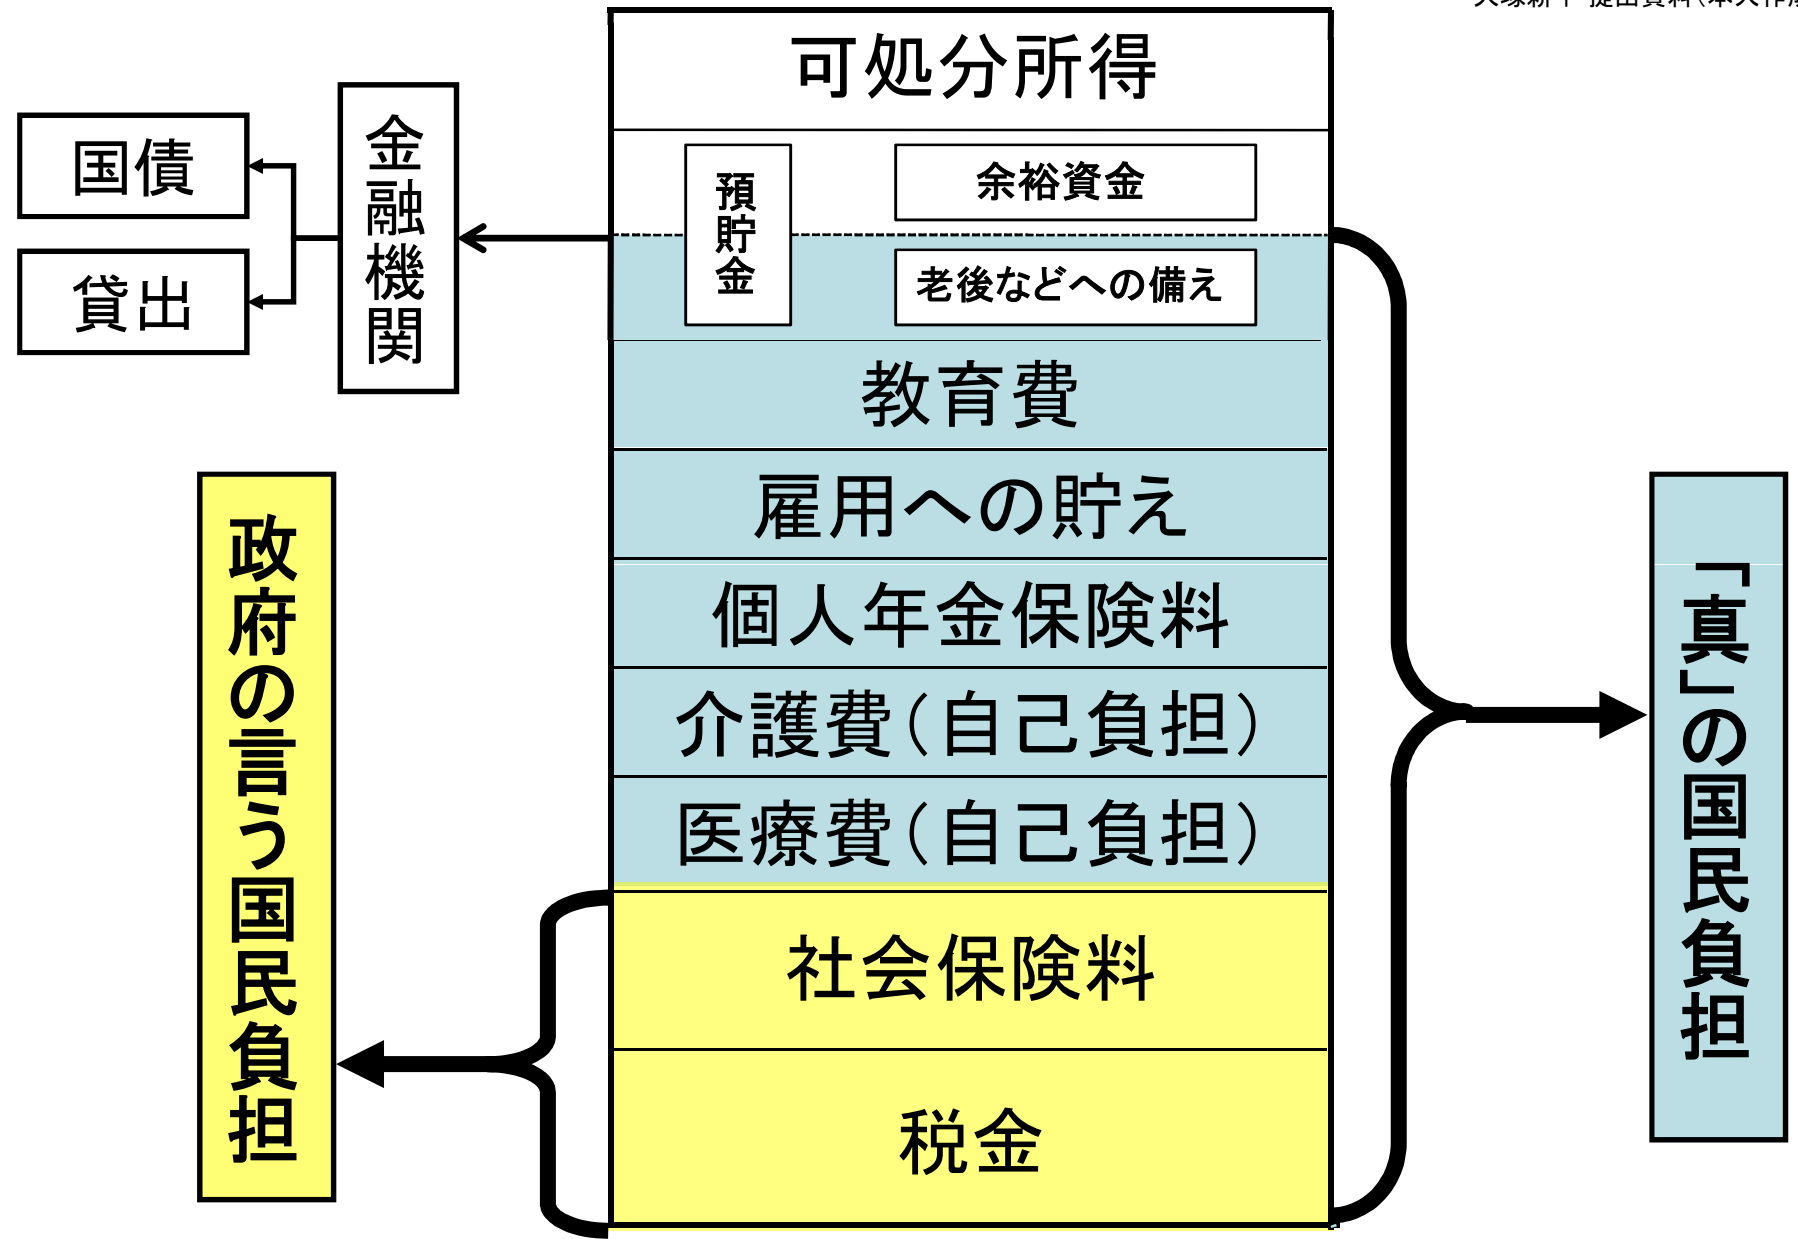 可処分所得
預貯金
余裕資金
老後などへの備え
教育費
雇用への貯え
個人年金保険料
介護費（自己負担）
医療費（自己負担）
社会保険料
税金
金融機関
国債
貸出
政府の言う国民負担
「真」の国民負担